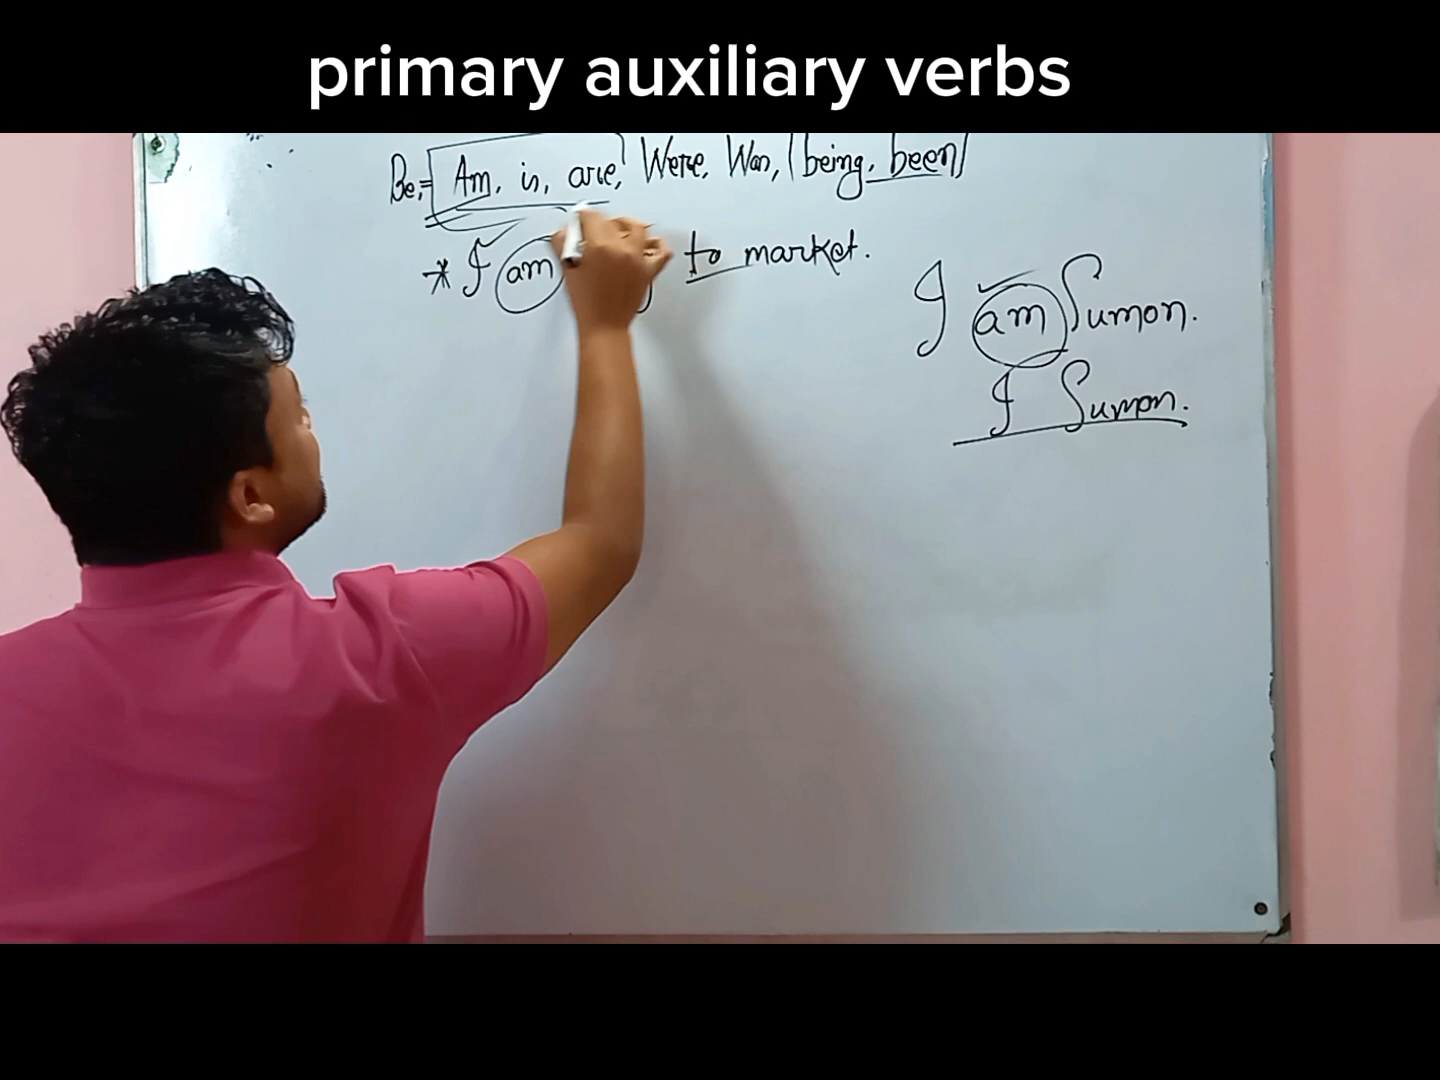 primary auxiliary verbs
Be,= Am, is, are, Were, Was, (being, been)
* I am to market.
I am Sumon.
I Sumon.